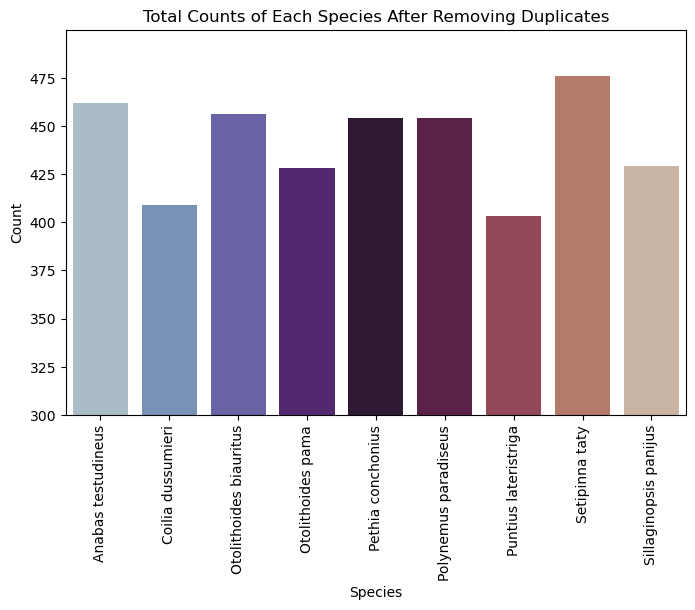 Total Counts of Each Species After Removing Duplicates
475
450
425
400
375
350
325
300
Count
Anabas testudineus
Coilia dussumieri
Otolithoides biauritus
Otolithoides pama
Pethia conchonius
Polynemus paradiseus
Puntius lateristriga
Setipinna taty
Sillaginopsis panijus
Species